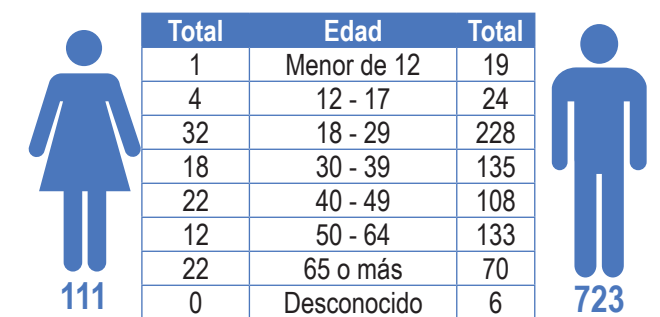 Total Edad Total
1 Menor de 12 19
4 12 - 17 24
32 18 - 29 228
18 30 - 39 135
22 40 - 49 108
12 50 - 64 133
22 65 o más 70
0 Desconocido 6
111
723